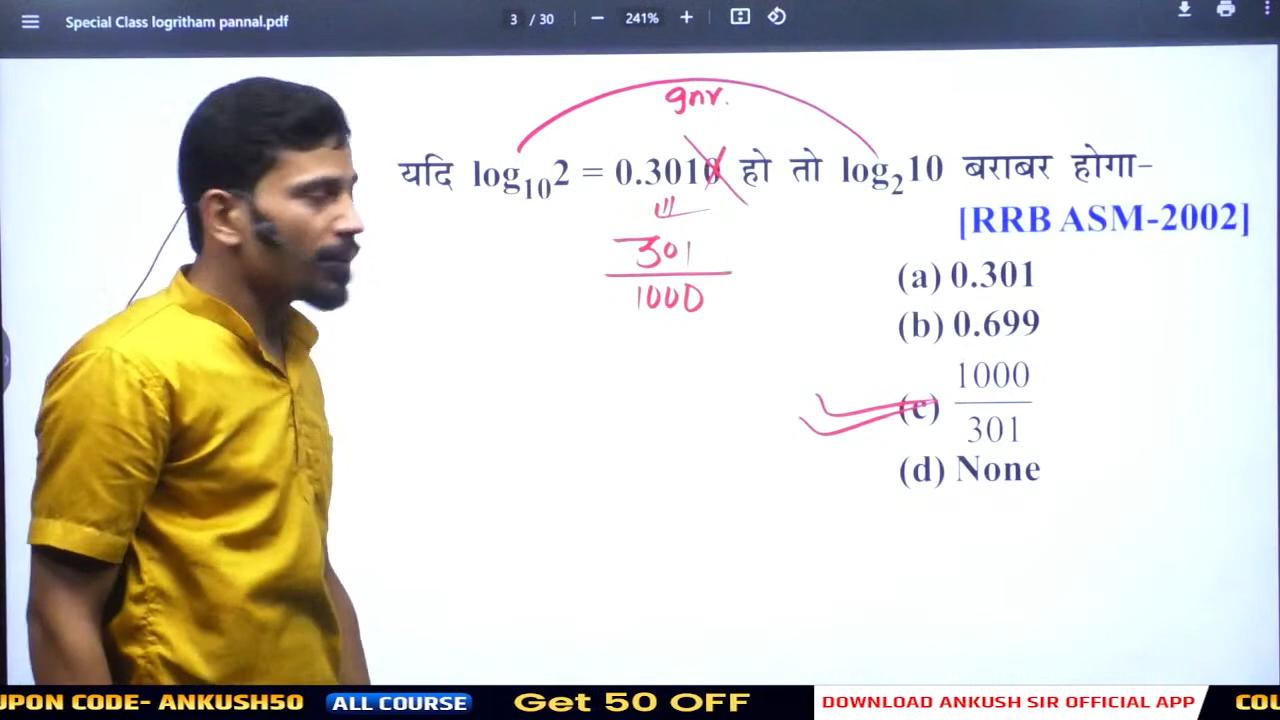 Special Class logritham pannal.pdf
3 / 30
241%
gnr.
यदि log₁₀2 = 0.3010 हो तो log₂10 बराबर होगा-
[RRB ASM-2002]
301
1000
(a) 0.301
(b) 0.699
(c) 1000
301
(d) None
UPON CODE- ANKUSH50
ALL COURSE
Get 50 OFF
DOWNLOAD ANKUSH SIR OFFICIAL APP
COU